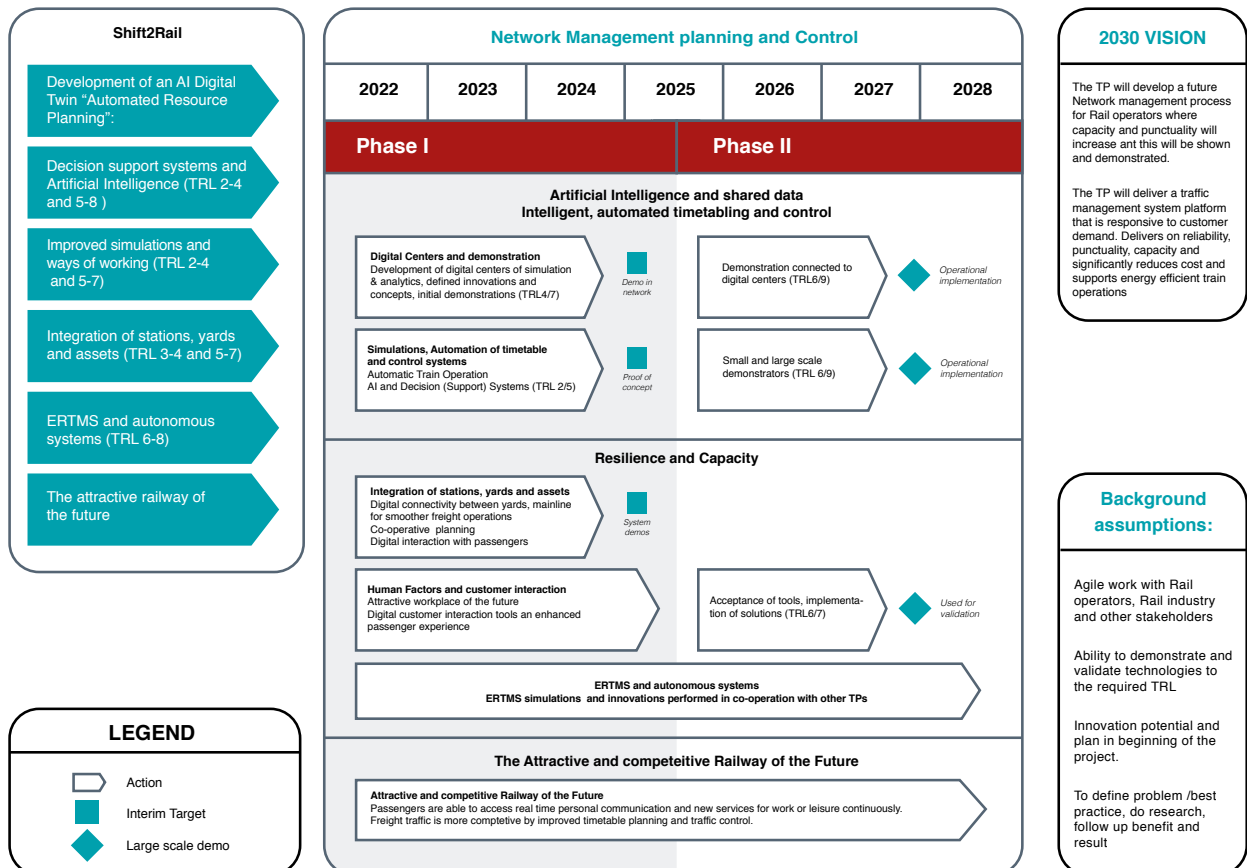 Shift2Rail
Development of an AI Digital
Twin “Automated Resource
Planning”:
Decision support systems and
Artificial Intelligence (TRL 2-4
and 5-8 )
Improved simulations and
ways of working (TRL 2-4
and 5-7)
Integration of stations, yards
and assets (TRL 3-4 and 5-7)
ERTMS and autonomous
systems (TRL 6-8)
The attractive railway of
the future
LEGEND
Action
Interim Target
Large scale demo
Network Management planning and Control
2022 2023 2024 2025 2026 2027 2028
Phase I Phase II
Artificial Intelligence and shared data
Intelligent, automated timetabling and control
Digital Centers and demonstration
Development of digital centers of simulation
& analytics, defined innovations and
concepts, initial demonstrations (TRL4/7)
Demo in
network
Demonstration connected to
digital centers (TRL6/9)
Operational
implementation
Simulations, Automation of timetable
and control systems
Automatic Train Operation
AI and Decision (Support) Systems (TRL 2/5)
Proof of
concept
Small and large scale
demonstrators (TRL 6/9)
Operational
implementation
Resilience and Capacity
Integration of stations, yards and assets
Digital connectivity between yards, mainline
for smoother freight operations
Co-operative planning
Digital interaction with passengers
System
demos
Human Factors and customer interaction
Attractive workplace of the future
Digital customer interaction tools an enhanced
passenger experience
Acceptance of tools, implementa-
tion of solutions (TRL6/7)
Used for
validation
ERTMS and autonomous systems
ERTMS simulations and innovations performed in co-operation with other TPs
The Attractive and competeitive Railway of the Future
Attractive and competitive Railway of the Future
Passengers are able to access real time personal communication and new services for work or leisure continuously.
Freight traffic is more comptetive by improved timetable planning and traffic control.
2030 VISION
The TP will develop a future
Network management process
for Rail operators where
capacity and punctuality will
increase ant this will be shown
and demonstrated.
The TP will deliver a traffic
management system platform
that is responsive to customer
demand. Delivers on reliability,
punctuality, capacity and
significantly reduces cost and
supports energy efficient train
operations
Background
assumptions:
Agile work with Rail
operators, Rail industry
and other stakeholders
Ability to demonstrate and
validate technologies to
the required TRL
Innovation potential and
plan in beginning of the
project.
To define problem /best
practice, do research,
follow up benefit and
result